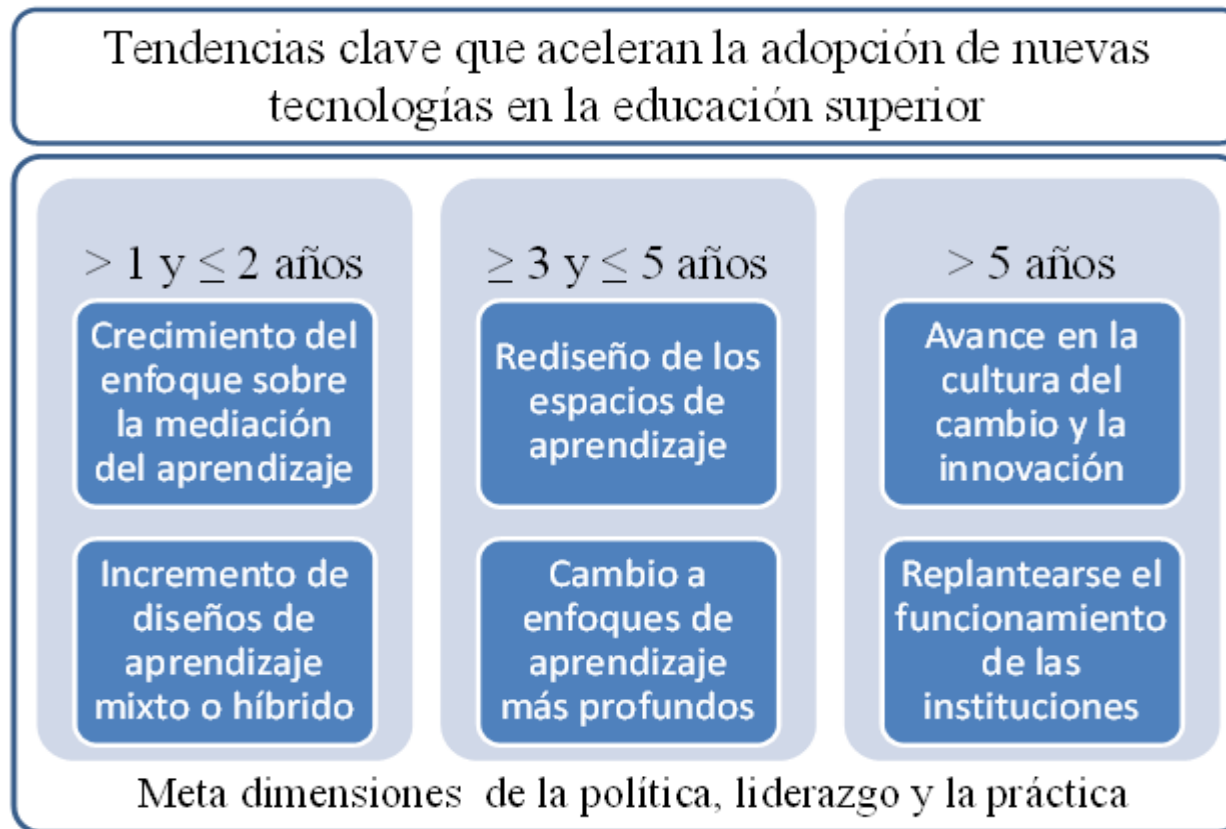 Tendencias clave que aceleran la adopción de nuevas
tecnologías en la educación superior
> 1 y ≤ 2 años
Crecimiento del
enfoque sobre
la mediación
del aprendizaje
Incremento de
diseños de
aprendizaje
mixto o híbrido
≥ 3 y ≤ 5 años
Rediseño de los
espacios de
aprendizaje
Cambio a
enfoques de
aprendizaje
más profundos
> 5 años
Avance en la
cultura del
cambio y la
innovación
Replantearse el
funcionamiento
de las
instituciones
Meta dimensiones de la política, liderazgo y la práctica